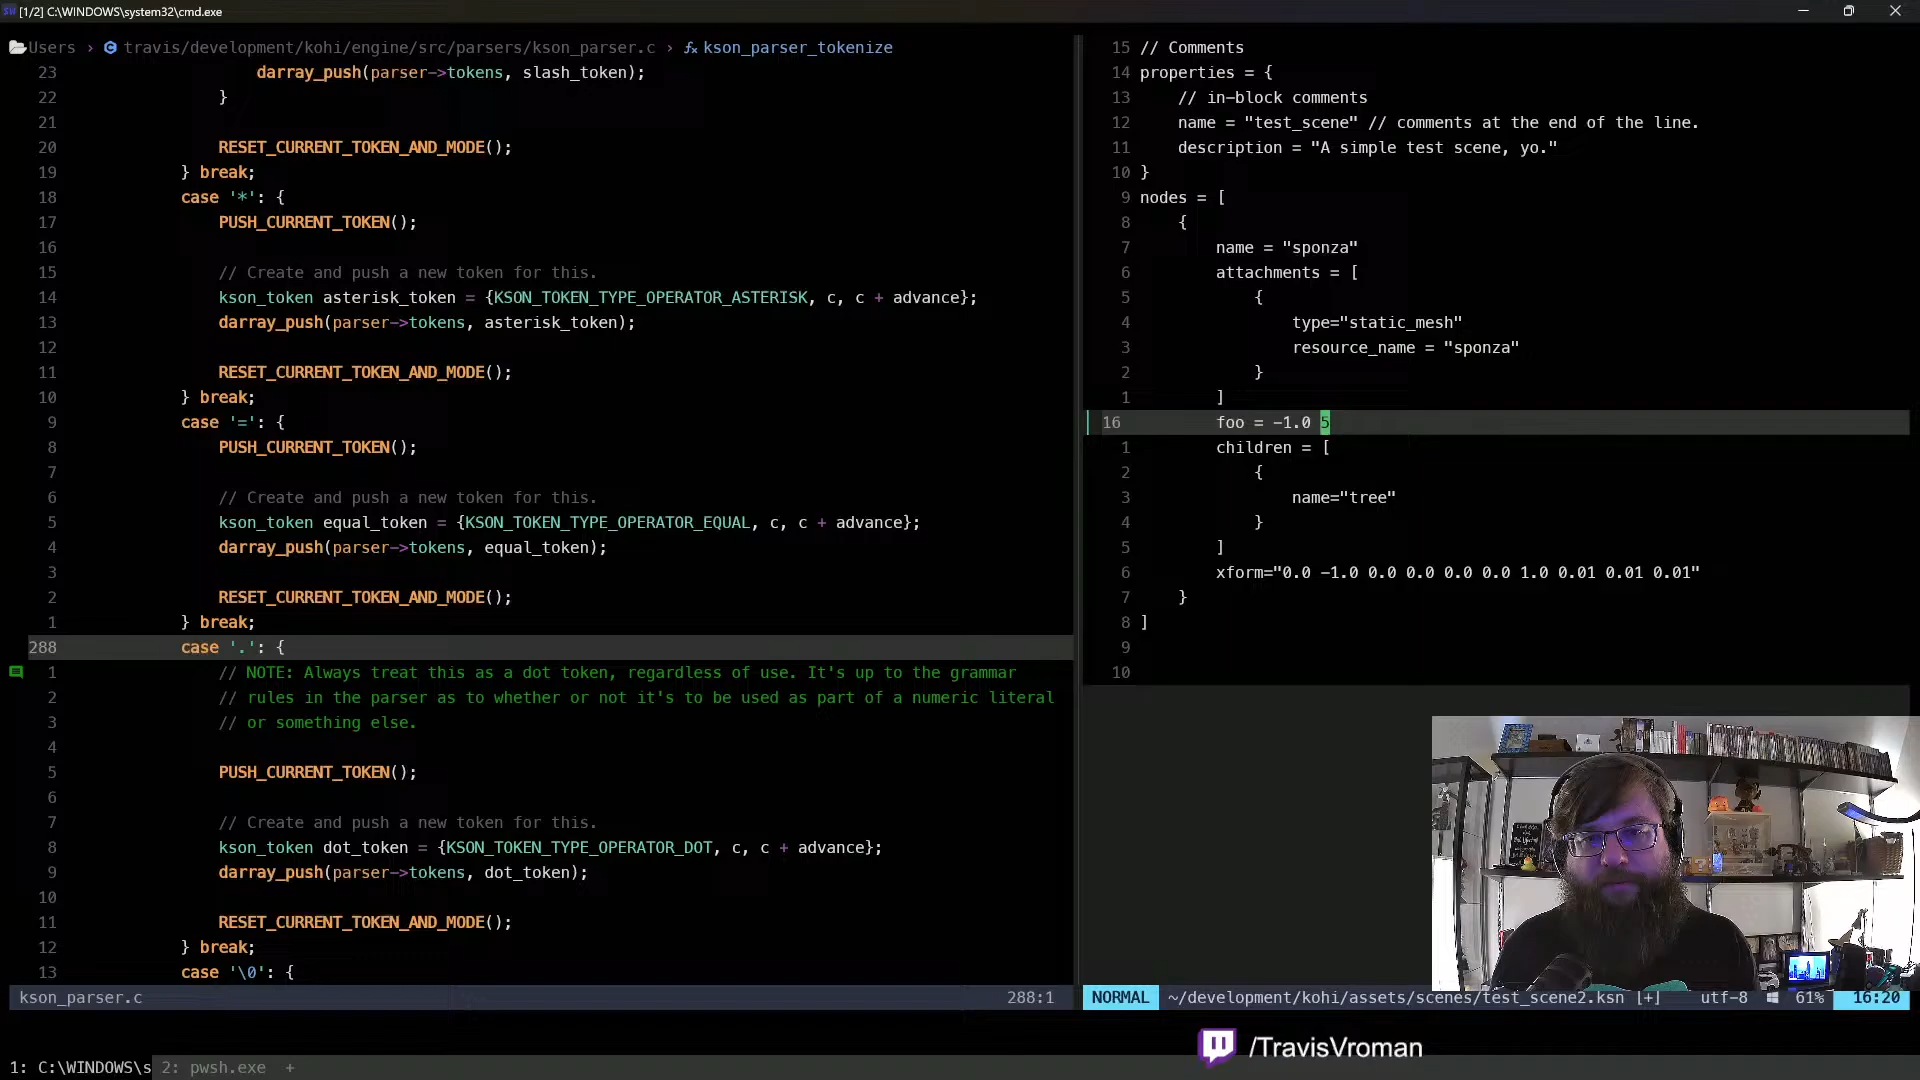 [1/2] C:\WINDOWS\system32\cmd.exe
Users › travis/development/kohi/engine/src/parsers/kson_parser.c › kson_parser_tokenize
23 darray_push(parser->tokens, slash_token);
22 }
21
20 RESET_CURRENT_TOKEN_AND_MODE();
19 } break;
18 case '*': {
17 PUSH_CURRENT_TOKEN();
16
15 // Create and push a new token for this.
14 kson_token asterisk_token = {KSON_TOKEN_TYPE_OPERATOR_ASTERISK, c, c + advance};
13 darray_push(parser->tokens, asterisk_token);
12
11 RESET_CURRENT_TOKEN_AND_MODE();
10 } break;
9 case '=': {
8 PUSH_CURRENT_TOKEN();
7
6 // Create and push a new token for this.
5 kson_token equal_token = {KSON_TOKEN_TYPE_OPERATOR_EQUAL, c, c + advance};
4 darray_push(parser->tokens, equal_token);
3
2 RESET_CURRENT_TOKEN_AND_MODE();
1 } break;
288 case '.': {
1 // NOTE: Always treat this as a dot token, regardless of use. It's up to the grammar
2 // rules in the parser as to whether or not it's to be used as part of a numeric literal
3 // or something else.
4
5 PUSH_CURRENT_TOKEN();
6
7 // Create and push a new token for this.
8 kson_token dot_token = {KSON_TOKEN_TYPE_OPERATOR_DOT, c, c + advance};
9 darray_push(parser->tokens, dot_token);
10
11 RESET_CURRENT_TOKEN_AND_MODE();
12 } break;
13 case '\0': {
kson_parser.c 288:1
15 // Comments
14 properties = {
13 // in-block comments
12 name = "test_scene" // comments at the end of the line.
11 description = "A simple test scene, yo."
10 }
9 nodes = [
8 {
7 name = "sponza"
6 attachments = [
5 {
4 type="static_mesh"
3 resource_name = "sponza"
2 }
1 ]
16 foo = -1.0 5
1 children = [
2 {
3 name="tree"
4 }
5 ]
6 xform="0.0 -1.0 0.0 0.0 0.0 0.0 1.0 0.01 0.01 0.01"
7 }
8 ]
9
10
NORMAL ~/development/kohi/assets/scenes/test_scene2.ksn [+] utf-8 61% 16:20
/TravisVroman
1: C:\WINDOWS\s 2: pwsh.exe +